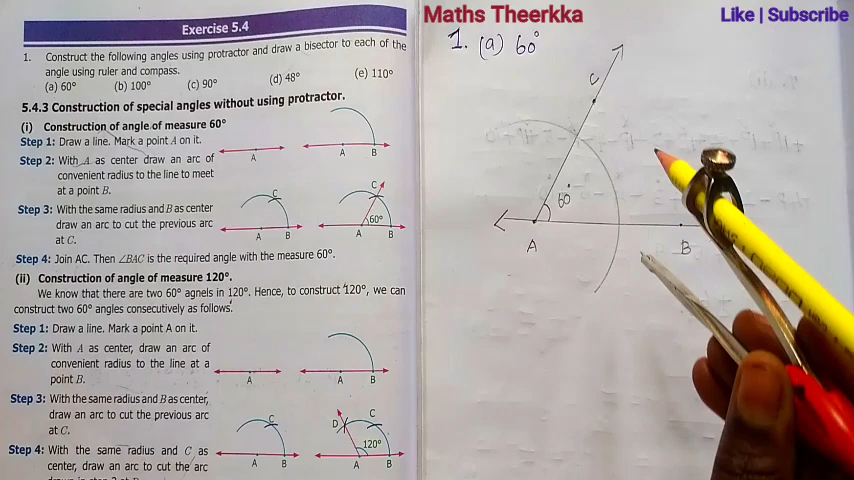 Maths Theerkka
Like | Subscribe
Exercise 5.4
1. Construct the following angles using protractor and draw a bisector to each of the
angle using ruler and compass.
(a) 60° (b) 100° (c) 90° (d) 48° (e) 110°
5.4.3 Construction of special angles without using protractor.
(i) Construction of angle of measure 60°
Step 1: Draw a line. Mark a point A on it.
A
A B
Step 2: With A as center draw an arc of
convenient radius to the line to meet
at a point B.
Step 3: With the same radius and B as center
draw an arc to cut the previous arc
at C.
C
A B
C
60°
A B
Step 4: Join AC. Then ∠BAC is the required angle with the measure 60°.
(ii) Construction of angle of measure 120°.
We know that there are two 60° agnels in 120°. Hence, to construct 120°, we can
construct two 60° angles consecutively as follows.
Step 1: Draw a line. Mark a point A on it.
Step 2: With A as center, draw an arc of
convenient radius to the line at a
point B.
A
A B
Step 3: With the same radius and B as center,
draw an arc to cut the previous arc
at C.
C
A B
D C
120°
A B
Step 4: With the same radius and C as
center, draw an arc to cut the arc
1. (a) 60°
C
60°
A
B